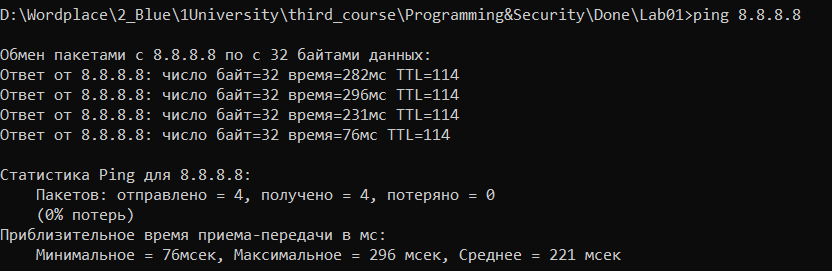 D:\Wordplace\2_Blue\1University\third_course\Programming&Security\Done\Lab01>ping 8.8.8.8
Обмен пакетами с 8.8.8.8 по с 32 байтами данных:
Ответ от 8.8.8.8: число байт=32 время=282мс TTL=114
Ответ от 8.8.8.8: число байт=32 время=296мс TTL=114
Ответ от 8.8.8.8: число байт=32 время=231мс TTL=114
Ответ от 8.8.8.8: число байт=32 время=76мс TTL=114
Статистика Ping для 8.8.8.8:
Пакетов: отправлено = 4, получено = 4, потеряно = 0
(0% потерь)
Приблизительное время приема-передачи в мс:
Минимальное = 76мсек, Максимальное = 296 мсек, Среднее = 221 мсек